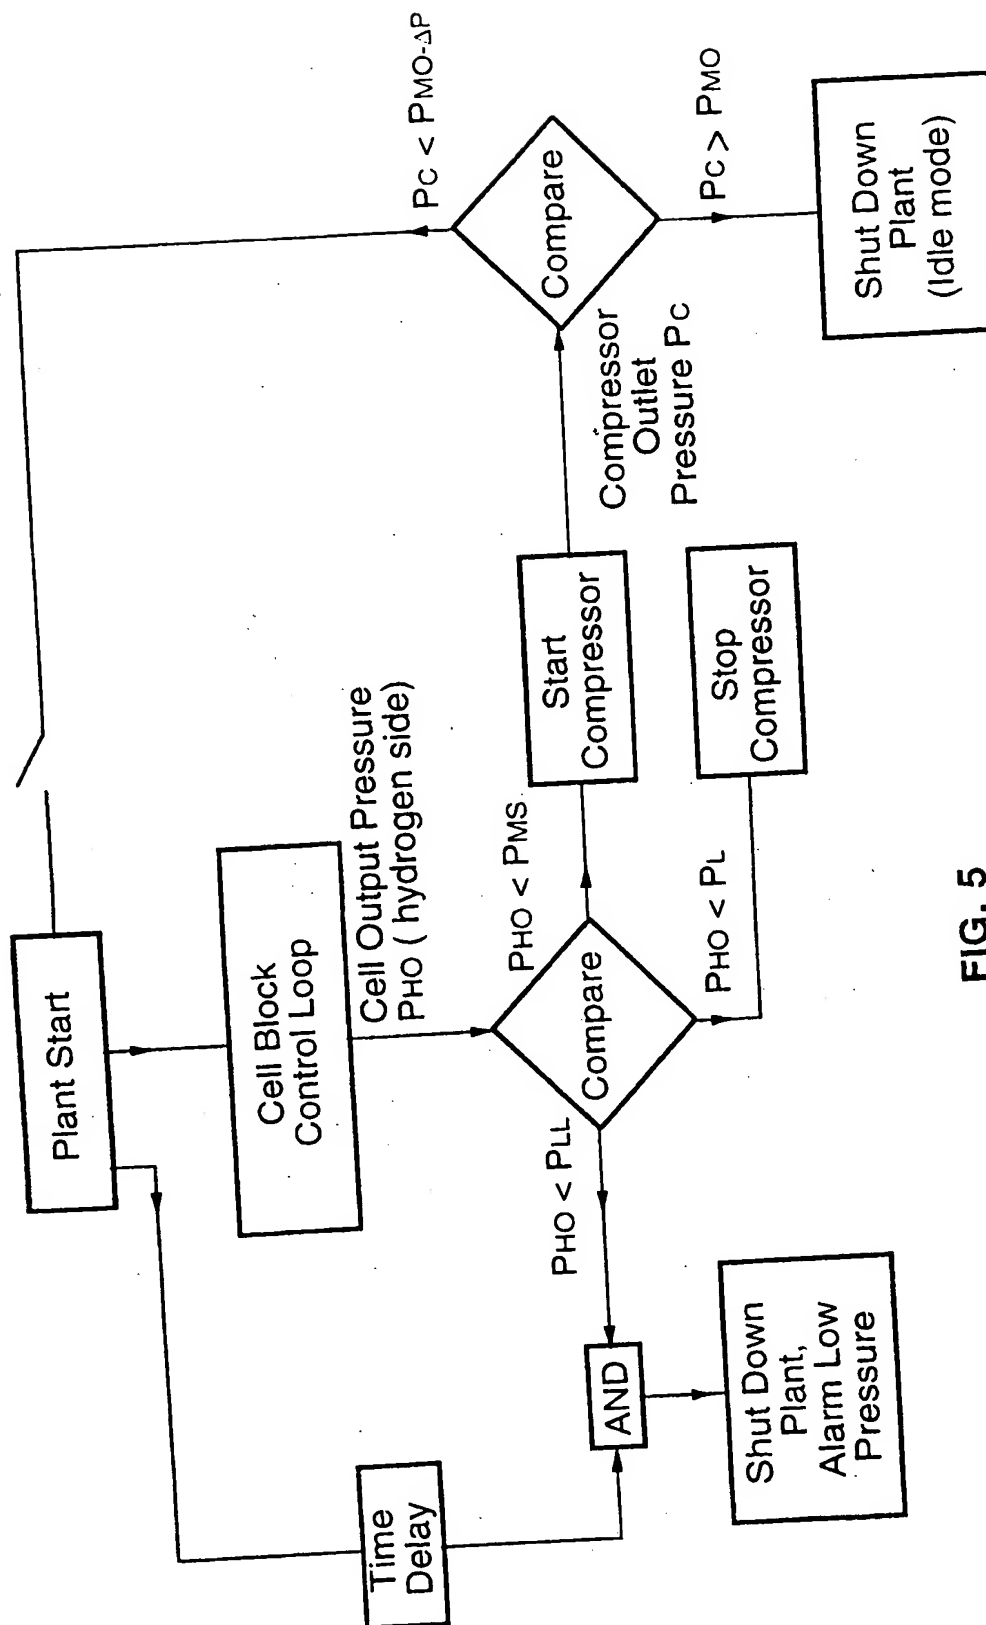 Plant Start
Cell Block
Control Loop
Cell Output Pressure
PHO ( hydrogen side)
Time
Delay
PHO < PLL
Compare
PHO < PMS
PHO < PL
AND
Shut Down
Plant,
Alarm Low
Pressure
Start
Compressor
Stop
Compressor
Compressor
Outlet
Pressure PC
Compare
PC < PMO-ΔP
PC > PMO
Shut Down
Plant
(Idle mode)
FIG. 5